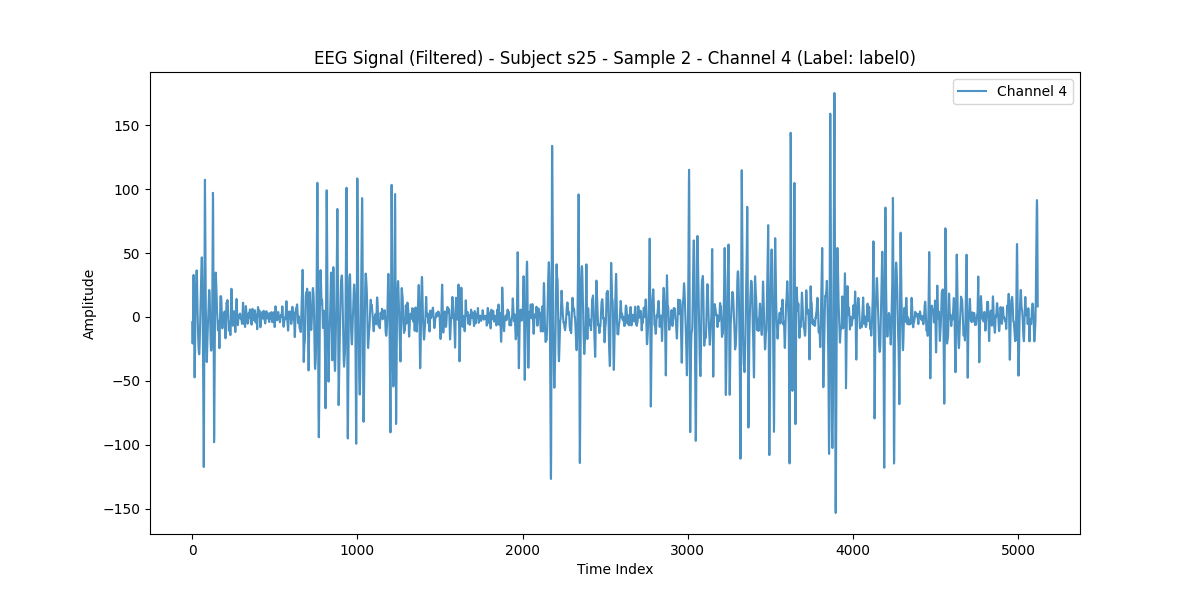 EEG Signal (Filtered) - Subject s25 - Sample 2 - Channel 4 (Label: label0)
Channel 4
150
100
50
0
−50
−100
−150
Amplitude
0 1000 2000 3000 4000 5000
Time Index